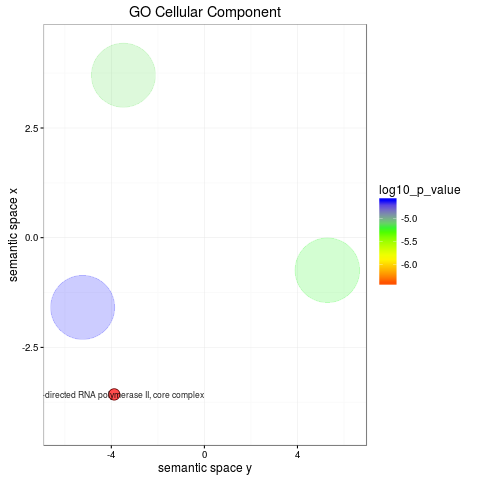 GO Cellular Component
semantic space x
2.5
0.0
-2.5
-directed RNA polymerase II, core complex
-4
0
4
semantic space y
log10_p_value
-5.0
-5.5
-6.0